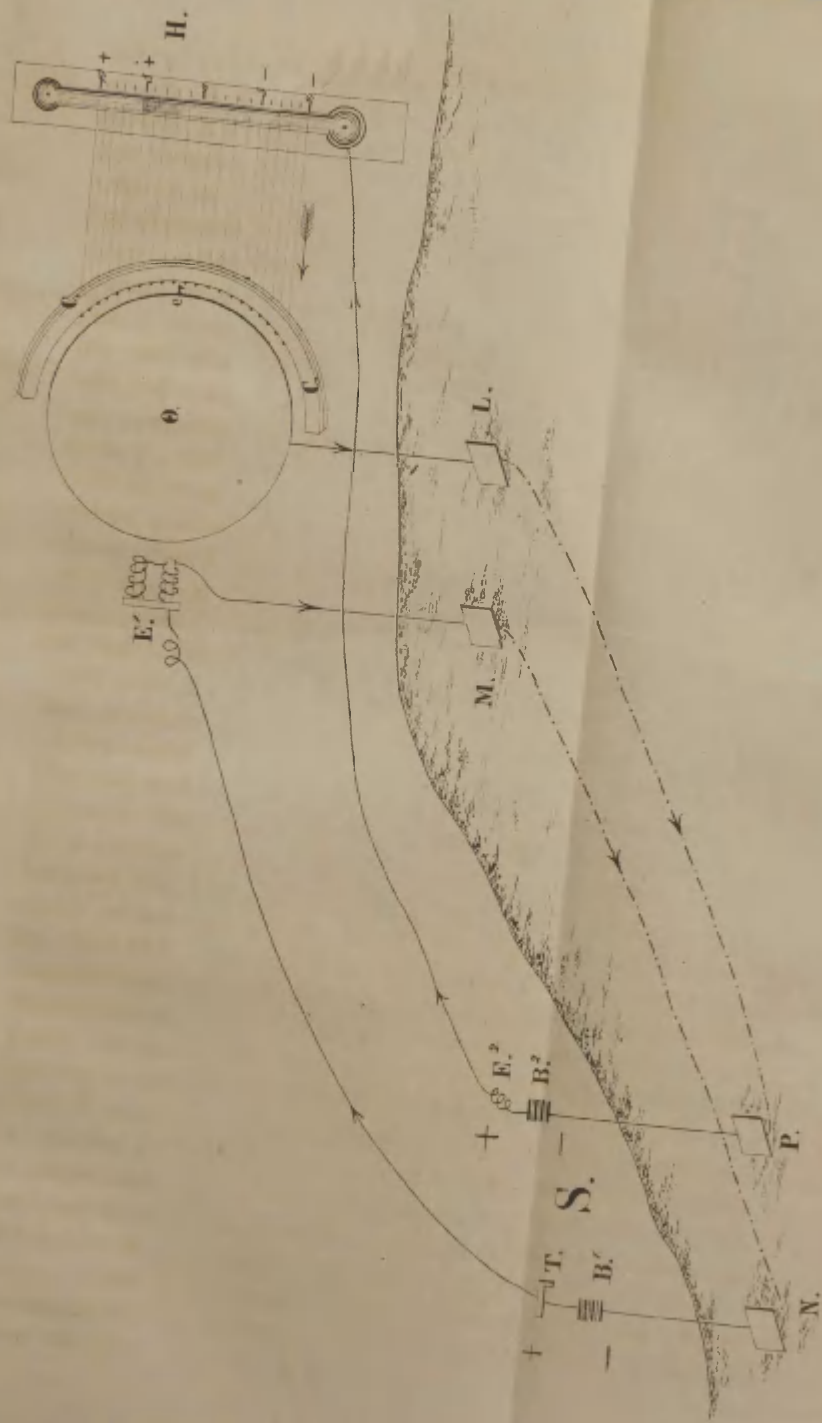 H.
+
+
−
−
C.
e
Θ.
C.
E.′
L.
M.
E.²
+
B.²
−
S.
P.
T.
+
B.′
−
N.